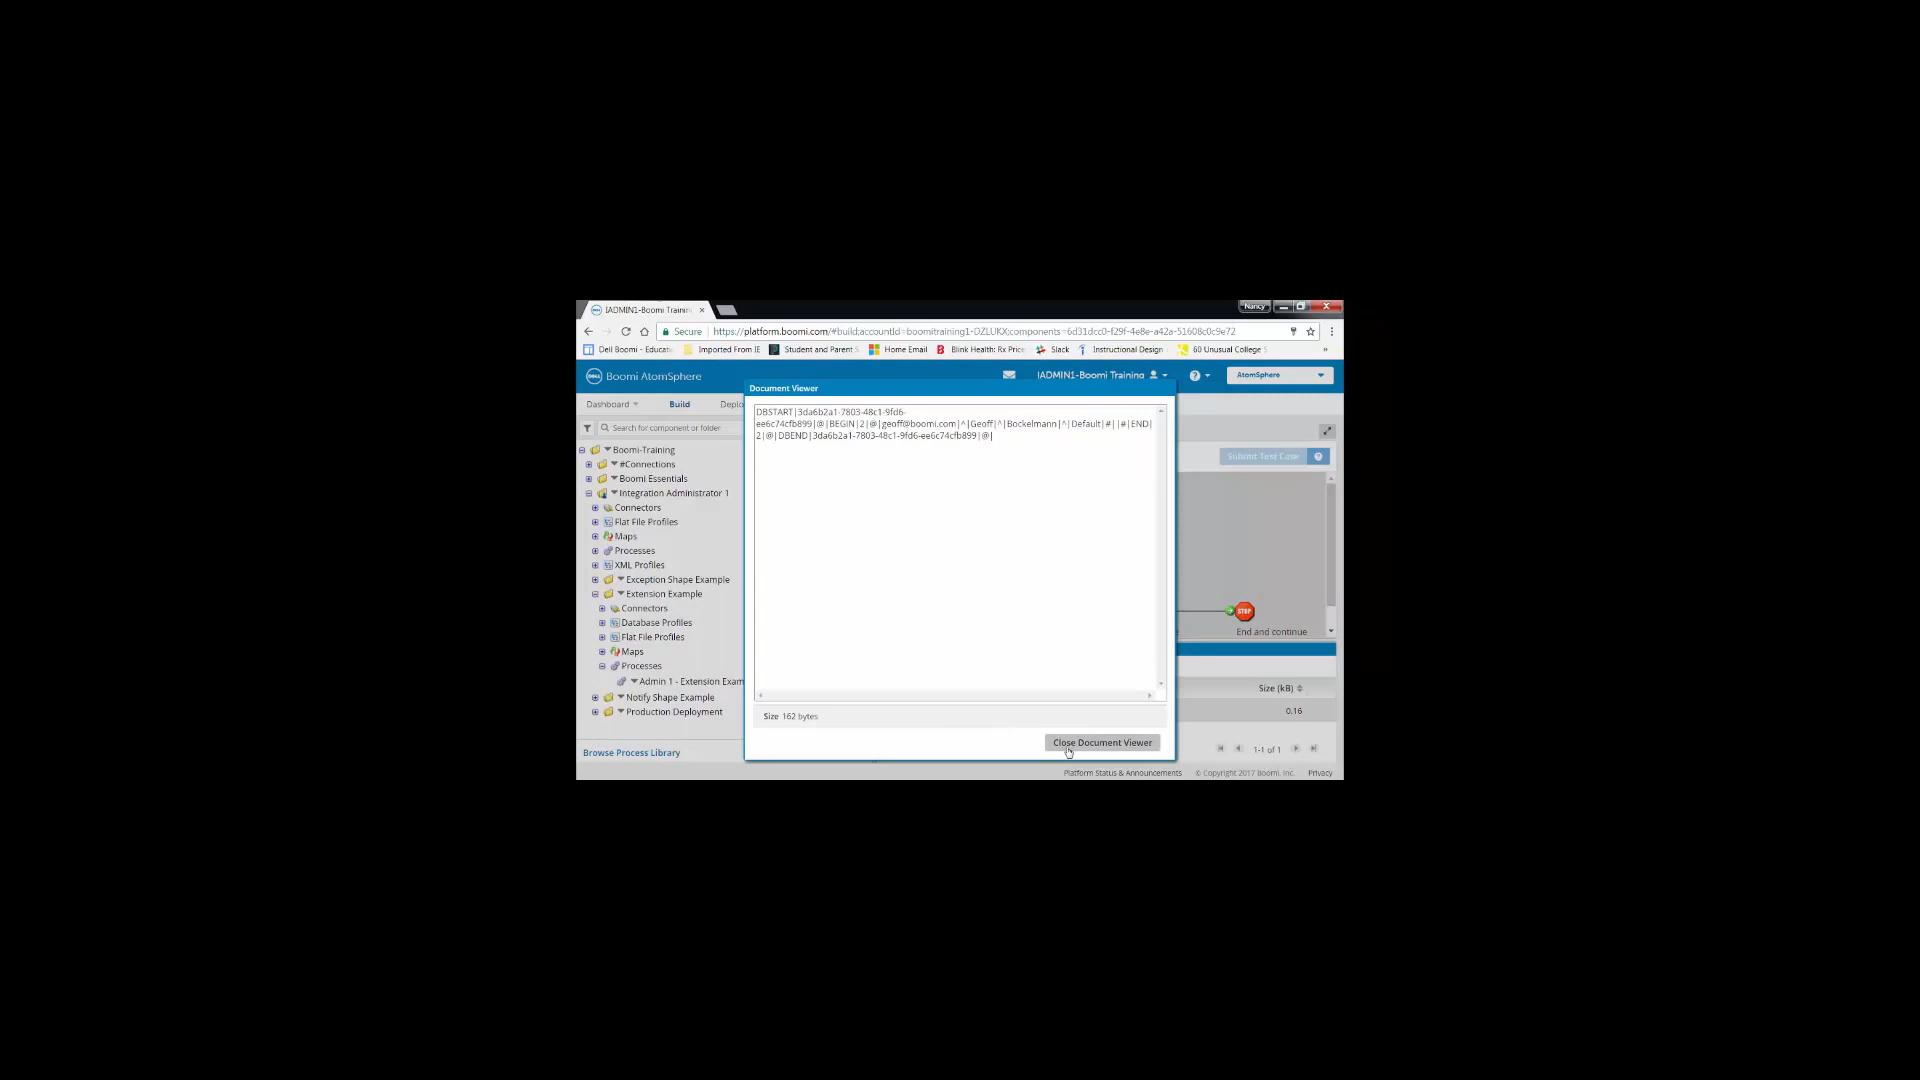 IADMIN1-Boomi Trainin
Nancy
Secure https://platform.boomi.com/#build;accountId=boomitraining1-DZLUKX;components=6d31dcc0-f29f-4e8e-a42a-51608c0c9e72
Dell Boomi - Educati Imported From IE Student and Parent S Home Email Blink Health: Rx Price Slack Instructional Design 60 Unusual College S »
Boomi AtomSphere IADMIN1-Boomi Training AtomSphere
Document Viewer
Dashboard Build Deplo
DBSTART|3da6b2a1-7803-48c1-9fd6-
ee6c74cfb899|@|BEGIN|2|@|geoff@boomi.com|^|Geoff|^|Bockelmann|^|Default|#||#|END|
2|@|DBEND|3da6b2a1-7803-48c1-9fd6-ee6c74cfb899|@|
Search for component or folder
Boomi-Training
#Connections
Boomi Essentials
Integration Administrator 1
Connectors
Flat File Profiles
Maps
Processes
XML Profiles
Exception Shape Example
Extension Example
Connectors
Database Profiles
Flat File Profiles
Maps
Processes
Admin 1 - Extension Exam
Notify Shape Example
Production Deployment
Browse Process Library
Submit Test Case
STOP
End and continue
Size (kB)
0.16
1-1 of 1
Size 162 bytes
Close Document Viewer
Platform Status & Announcements © Copyright 2017 Boomi, Inc. Privacy